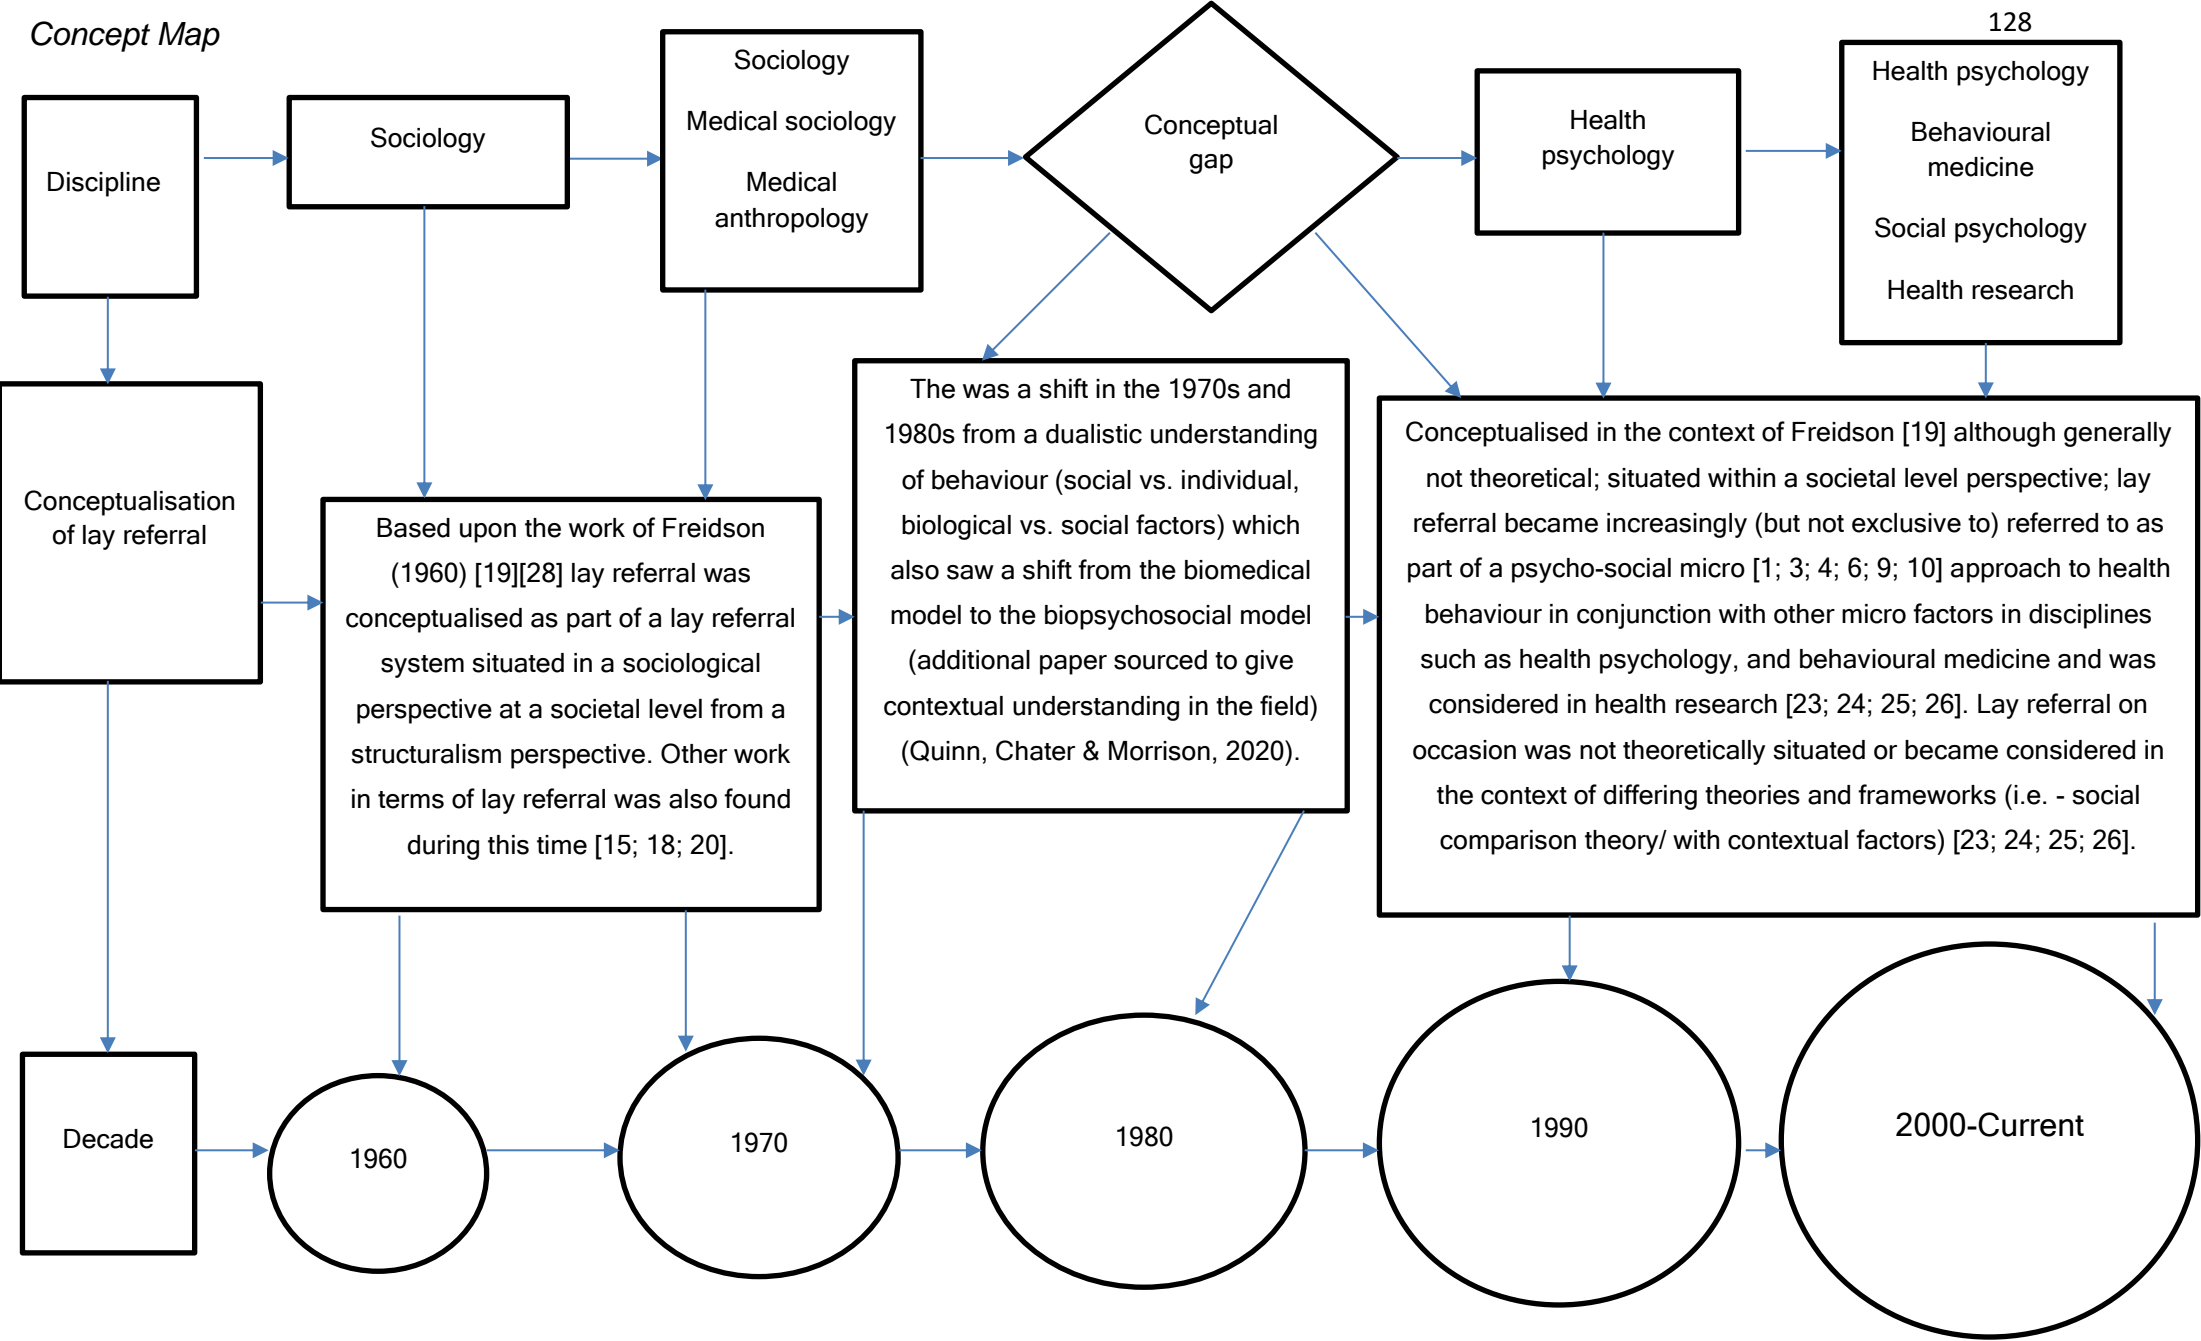 Concept Map
128
Discipline
Sociology
Sociology
Medical sociology
Medical
anthropology
Conceptual
gap
Health
psychology
Health psychology
Behavioural
medicine
Social psychology
Health research
Conceptualisation
of lay referral
Based upon the work of Freidson
(1960) [19][28] lay referral was
conceptualised as part of a lay referral
system situated in a sociological
perspective at a societal level from a
structuralism perspective. Other work
in terms of lay referral was also found
during this time [15; 18; 20].
The was a shift in the 1970s and
1980s from a dualistic understanding
of behaviour (social vs. individual,
biological vs. social factors) which
also saw a shift from the biomedical
model to the biopsychosocial model
(additional paper sourced to give
contextual understanding in the field)
(Quinn, Chater & Morrison, 2020).
Conceptualised in the context of Freidson [19] although generally
not theoretical; situated within a societal level perspective; lay
referral became increasingly (but not exclusive to) referred to as
part of a psycho-social micro [1; 3; 4; 6; 9; 10] approach to health
behaviour in conjunction with other micro factors in disciplines
such as health psychology, and behavioural medicine and was
considered in health research [23; 24; 25; 26]. Lay referral on
occasion was not theoretically situated or became considered in
the context of differing theories and frameworks (i.e. - social
comparison theory/ with contextual factors) [23; 24; 25; 26].
Decade
1960
1970
1980
1990
2000-Current